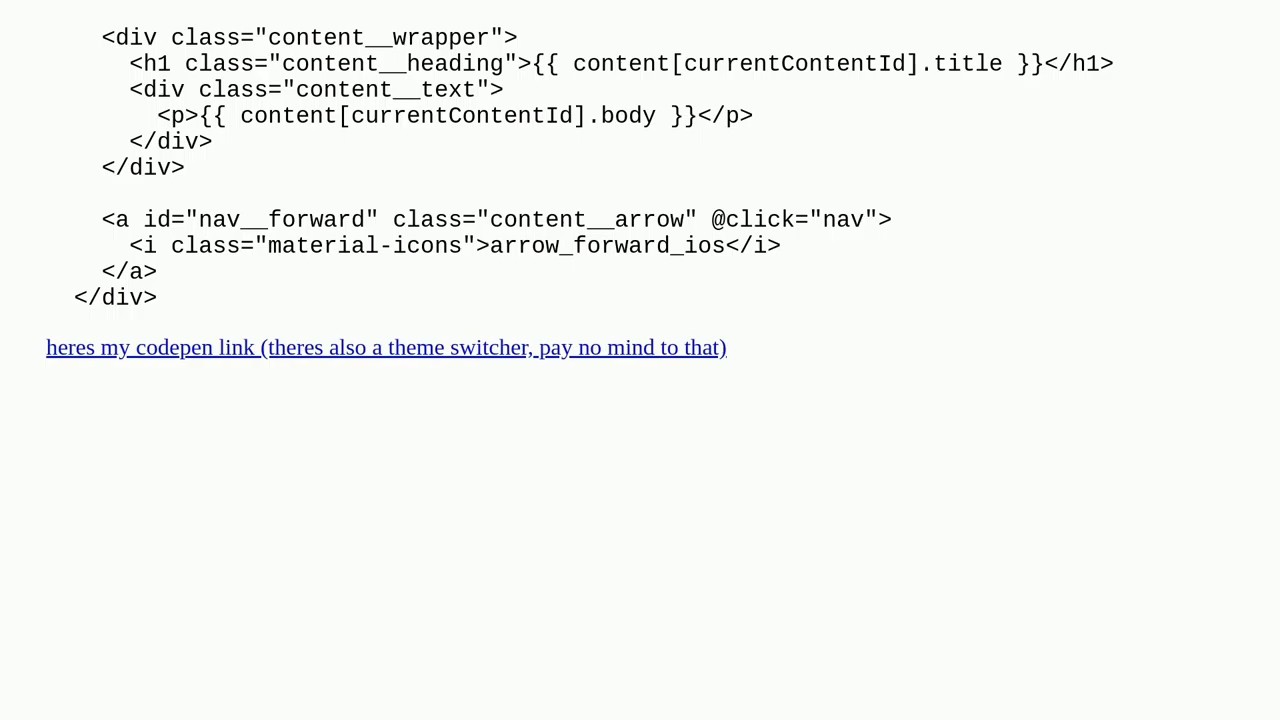 <div class="content__wrapper">
<h1 class="content__heading">{{ content[currentContentId].title }}</h1>
<div class="content__text">
<p>{{ content[currentContentId].body }}</p>
</div>
</div>
<a id="nav__forward" class="content__arrow" @click="nav">
<i class="material-icons">arrow_forward_ios</i>
</a>
</div>
heres my codepen link (theres also a theme switcher, pay no mind to that)